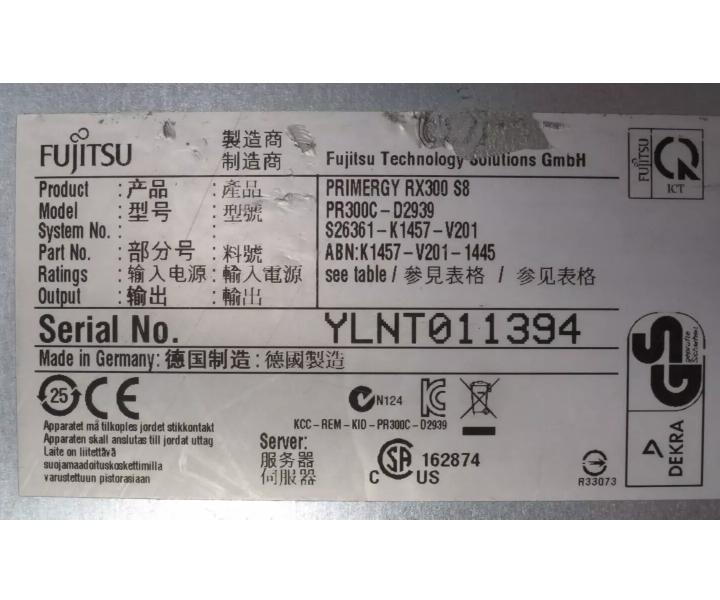 FUJITSU
製造商
制造商
Fujitsu Technology Solutions GmbH
FUJITSU
ICT
Product : 产品 : 產品 PRIMERGY RX300 S8
Model : 型号 : 型號 PR300C-D2939
System No. : : S26361-K1457-V201
Part No. : 部分号 : 料號 ABN:K1457-V201-1445
Ratings : 输入电源 : 輸入電源 see table / 參見表格 / 参见表格
Output : 输出 : 輸出
Serial No. YLNT011394
Made in Germany: 德国制造: 德國製造
25 CE
N124
KCC-REM-KID-PR300C-D2939
Apparatet må tilkoples jordet stikkontakt
Apparaten skall anslutas till jordat uttag
Laite on liitettävä
suojamaadoituskoskettimilla
varustettuun pistorasiaan
Server:
服务器
伺服器
C SA US 162874
R33073
GS
geprüfte
Sicherheit
DEKRA